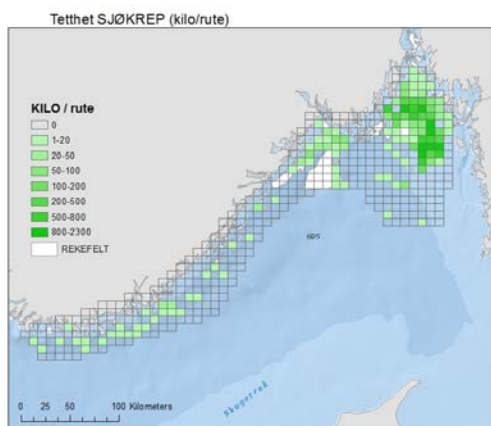 Tetthet SJØKREP (kilo/rute)
KILO / rute
0
1-20
20-50
50-100
100-200
200-500
500-800
800-2300
REKEFELT
Skagerrak
0 25 50 100 Kilometers